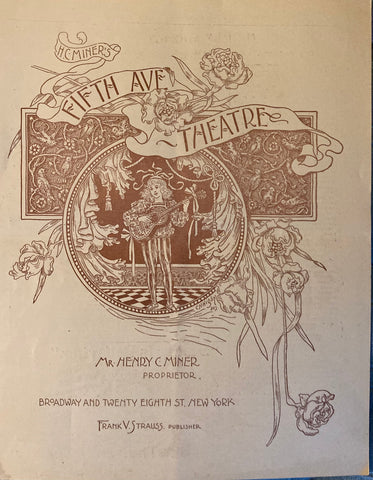 H.C. MINER'S
FIFTH AVE.
THEATRE
MR HENRY C. MINER
PROPRIETOR.
BROADWAY AND TWENTY EIGHTH ST. NEW YORK
FRANK V. STRAUSS. PUBLISHER